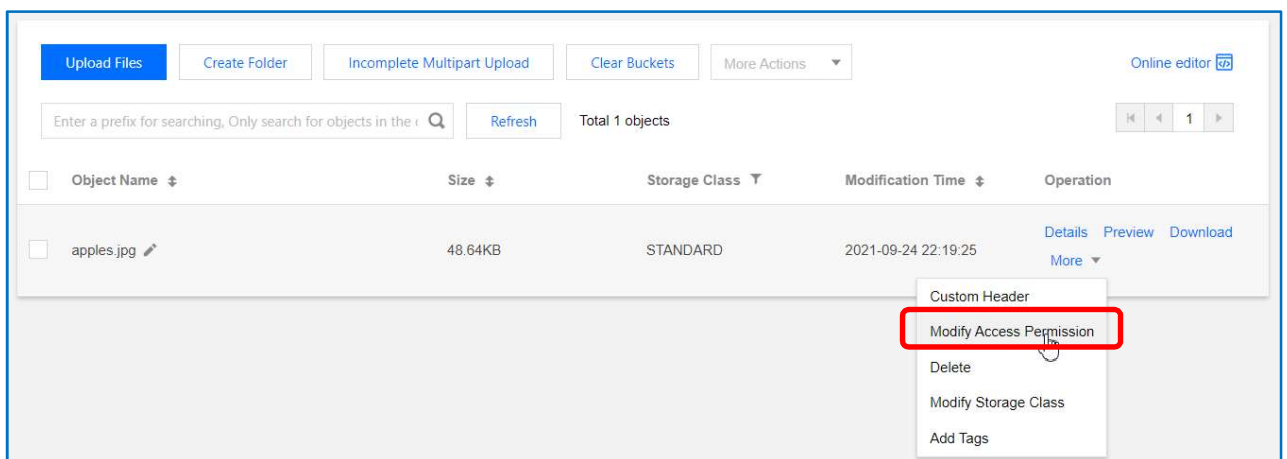 Upload Files Create Folder Incomplete Multipart Upload Clear Buckets More Actions Online editor
Enter a prefix for searching, Only search for objects in the Refresh Total 1 objects 1
Object Name Size Storage Class Modification Time Operation
apples.jpg 48.64KB STANDARD 2021-09-24 22:19:25 Details Preview Download
More
Custom Header
Modify Access Permission
Delete
Modify Storage Class
Add Tags